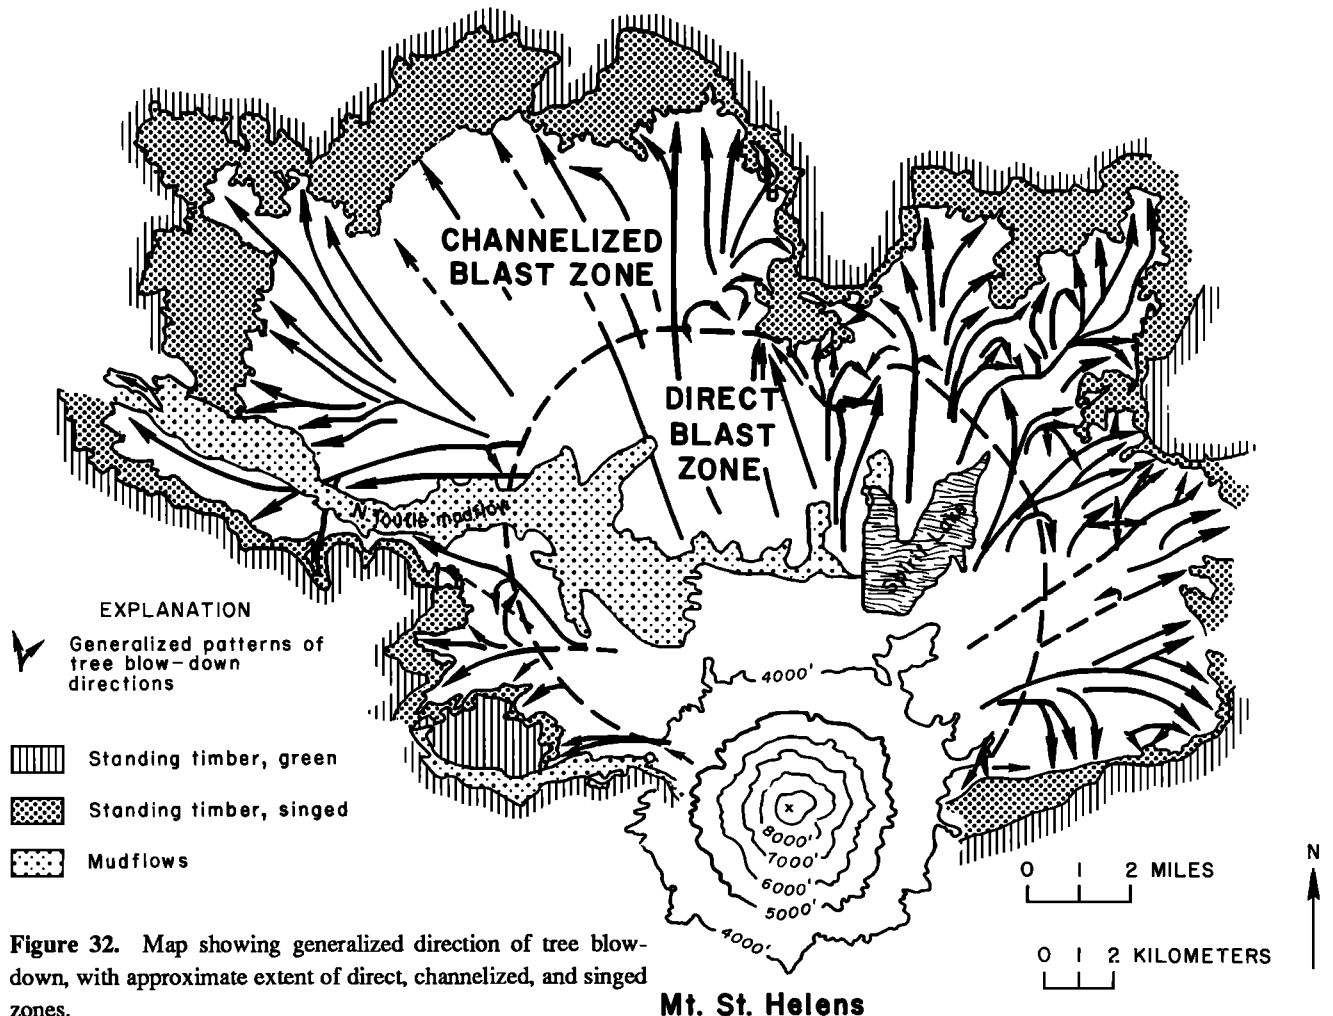 CHANNELIZED
BLAST ZONE
DIRECT
BLAST
ZONE
N Toutle mudflow
Spirit Lake
EXPLANATION
Generalized patterns of
tree blow-down
directions
Standing timber, green
Standing timber, singed
Mudflows
4000'
8000'
7000'
6000'
5000'
4000'
0 1 2 MILES
0 1 2 KILOMETERS
N
x
Figure 32. Map showing generalized direction of tree blow-
down, with approximate extent of direct, channelized, and singed
zones.
Mt. St. Helens